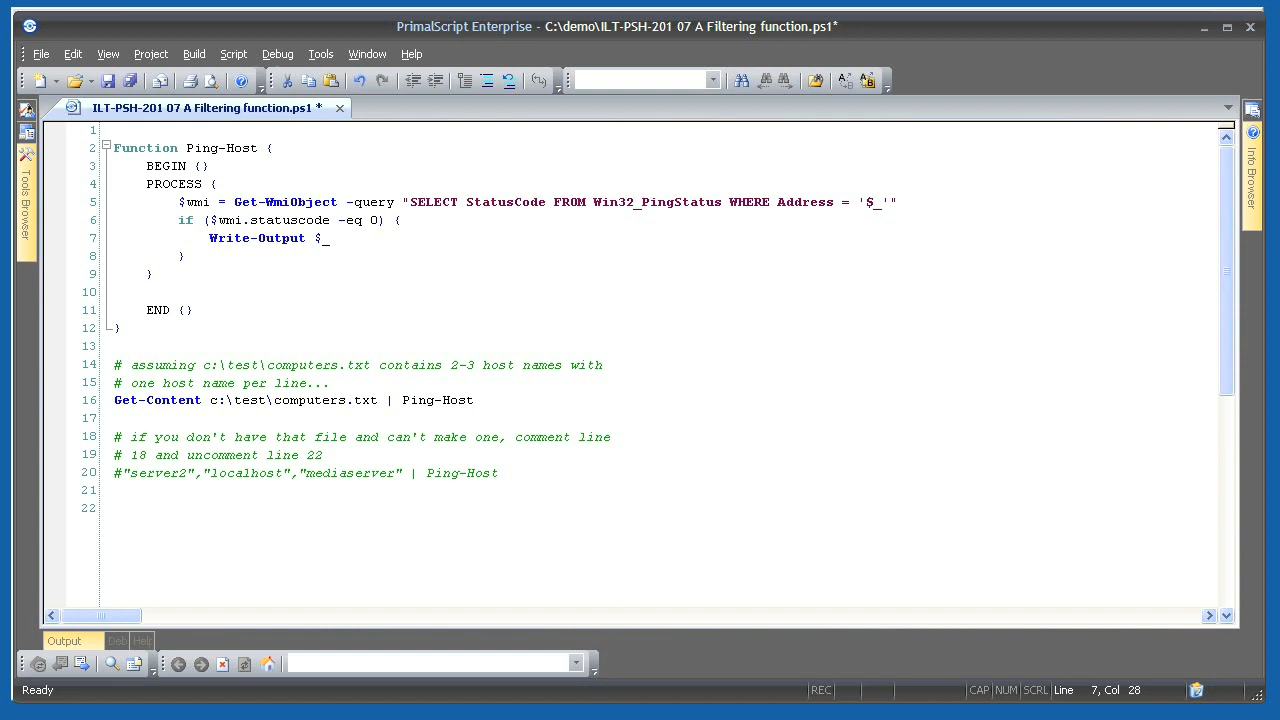 PrimalScript Enterprise - C:\demo\ILT-PSH-201 07 A Filtering function.ps1*
File Edit View Project Build Script Debug Tools Window Help
ILT-PSH-201 07 A Filtering function.ps1 *
Tools Browser
Info Browser
1
2 Function Ping-Host {
3 BEGIN {}
4 PROCESS {
5 $wmi = Get-WmiObject -query "SELECT StatusCode FROM Win32_PingStatus WHERE Address = '$_'"
6 if ($wmi.statuscode -eq 0) {
7 Write-Output $_
8 }
9 }
10
11 END {}
12 }
13
14 # assuming c:\test\computers.txt contains 2-3 host names with
15 # one host name per line...
16 Get-Content c:\test\computers.txt | Ping-Host
17
18 # if you don't have that file and can't make one, comment line
19 # 18 and uncomment line 22
20 #"server2","localhost","mediaserver" | Ping-Host
21
22
Output Deb Help
Ready REC CAP NUM SCRL Line 7, Col 28